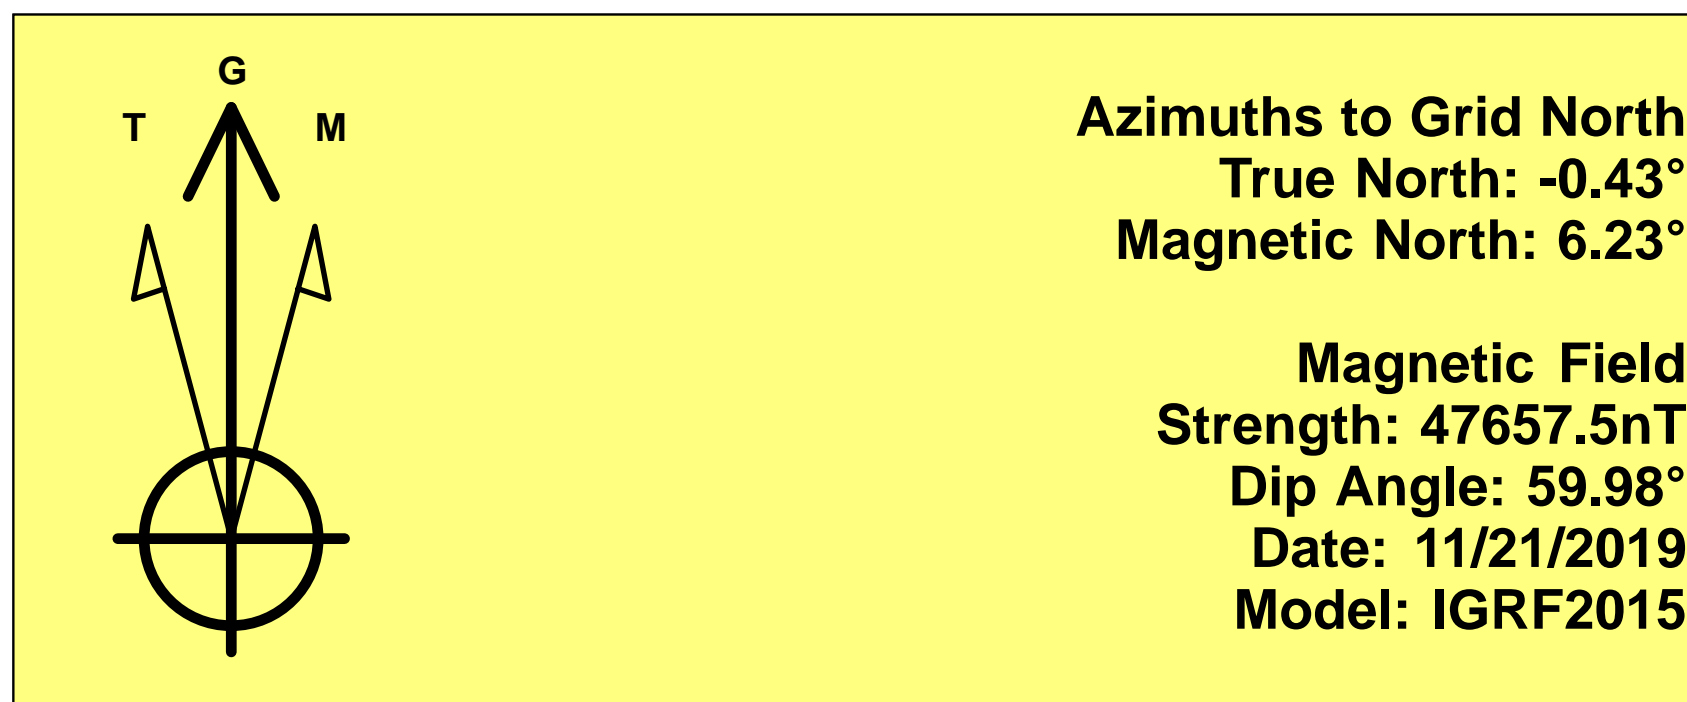 G
T M
Azimuths to Grid North
True North: -0.43°
Magnetic North: 6.23°
Magnetic Field
Strength: 47657.5nT
Dip Angle: 59.98°
Date: 11/21/2019
Model: IGRF2015